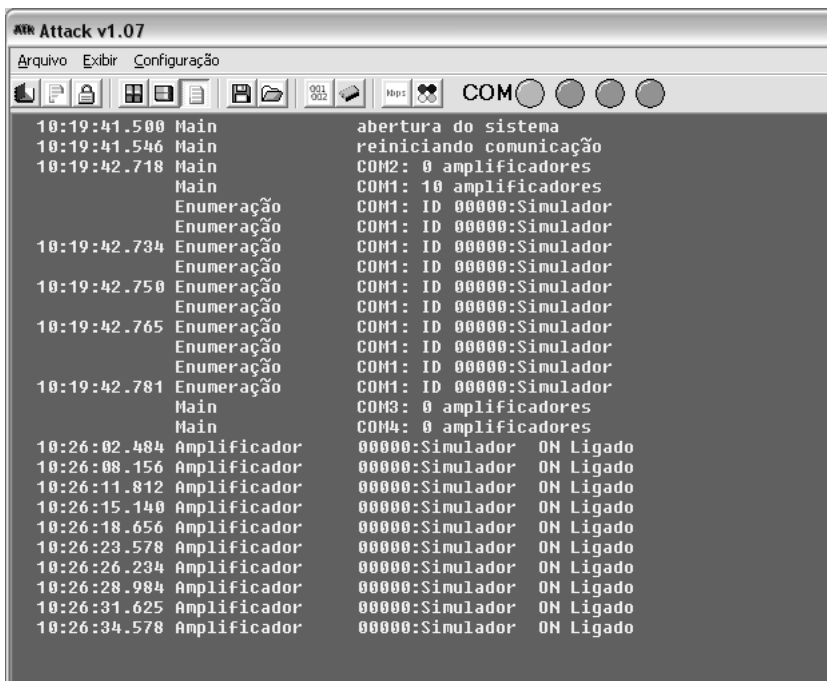 Atk Attack v1.07
Arquivo Exibir Configuração
001 002 kbps COM
10:19:41.500 Main abertura do sistema
10:19:41.546 Main reiniciando comunicação
10:19:42.718 Main COM2: 0 amplificadores
Main COM1: 10 amplificadores
Enumeração COM1: ID 00000:Simulador
Enumeração COM1: ID 00000:Simulador
10:19:42.734 Enumeração COM1: ID 00000:Simulador
Enumeração COM1: ID 00000:Simulador
10:19:42.750 Enumeração COM1: ID 00000:Simulador
Enumeração COM1: ID 00000:Simulador
10:19:42.765 Enumeração COM1: ID 00000:Simulador
Enumeração COM1: ID 00000:Simulador
Enumeração COM1: ID 00000:Simulador
10:19:42.781 Enumeração COM1: ID 00000:Simulador
Main COM3: 0 amplificadores
Main COM4: 0 amplificadores
10:26:02.484 Amplificador 00000:Simulador ON Ligado
10:26:08.156 Amplificador 00000:Simulador ON Ligado
10:26:11.812 Amplificador 00000:Simulador ON Ligado
10:26:15.140 Amplificador 00000:Simulador ON Ligado
10:26:18.656 Amplificador 00000:Simulador ON Ligado
10:26:23.578 Amplificador 00000:Simulador ON Ligado
10:26:26.234 Amplificador 00000:Simulador ON Ligado
10:26:28.984 Amplificador 00000:Simulador ON Ligado
10:26:31.625 Amplificador 00000:Simulador ON Ligado
10:26:34.578 Amplificador 00000:Simulador ON Ligado